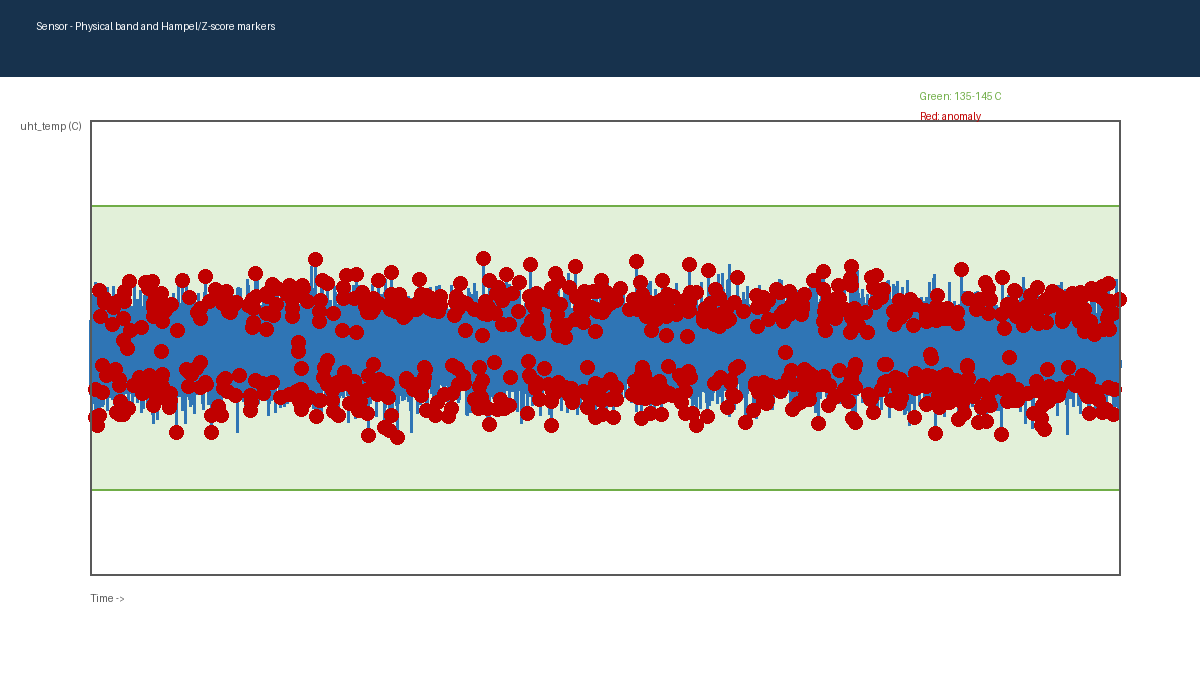 Sensor - Physical band and Hampel/Z-score markers
Green: 135-145 C
Red: anomaly
uht_temp (C)
Time ->